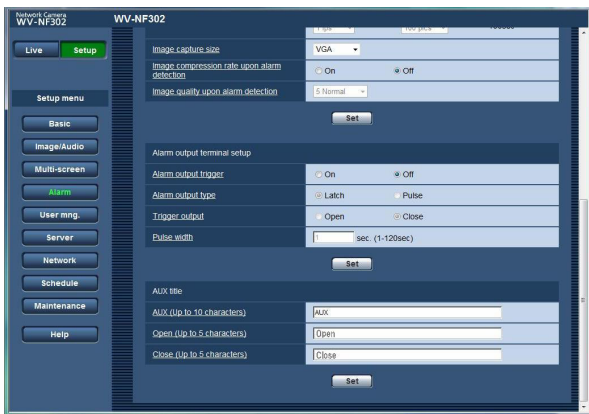 Network Camera
WV-NF302
WV-NF302
Live Setup
Setup menu
Basic
Image/Audio
Multi-screen
Alarm
User mng.
Server
Network
Schedule
Maintenance
Help
Image capture size VGA
Image compression rate upon alarm
detection On Off
Image quality upon alarm detection 5 Normal
Set
Alarm output terminal setup
Alarm output trigger On Off
Alarm output type Latch Pulse
Trigger output Open Close
Pulse width 1 sec. (1-120sec)
Set
AUX title
AUX (Up to 10 characters) AUX
Open (Up to 5 characters) Open
Close (Up to 5 characters) Close
Set